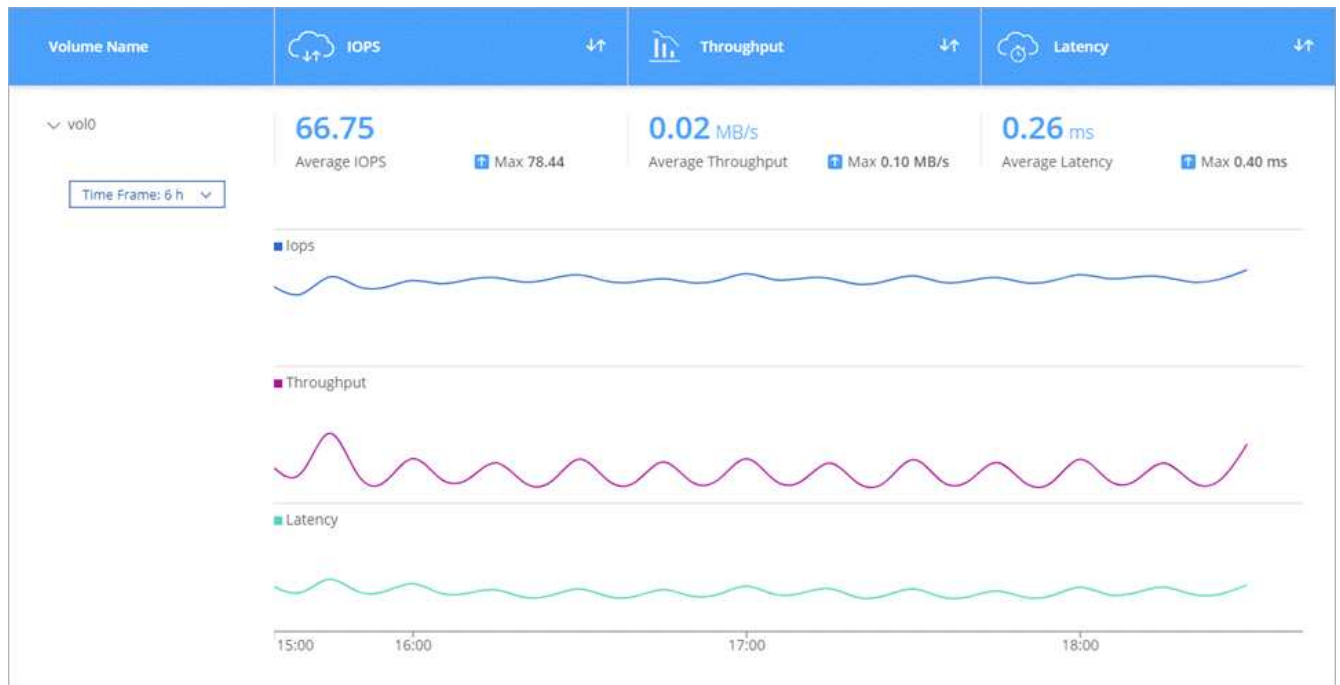 Volume Name IOPS Throughput Latency
vol0 66.75 0.02 MB/s 0.26 ms
Average IOPS Max 78.44 Average Throughput Max 0.10 MB/s Average Latency Max 0.40 ms
Time Frame: 6 h
Iops
Throughput
Latency
15:00 16:00 17:00 18:00